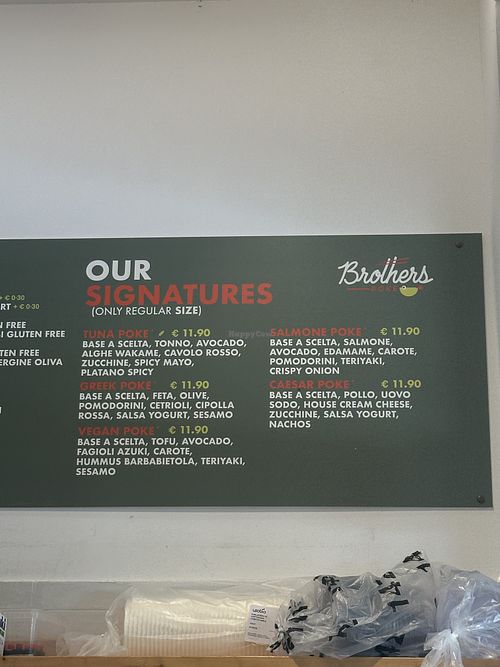 + € 0.30
RT + € 0.30
N FREE
I GLUTEN FREE
TEN FREE
ERGINE OLIVA
OUR
SIGNATURES
(ONLY REGULAR SIZE)
TUNA POKE € 11.90
BASE A SCELTA, TONNO, AVOCADO,
ALGHE WAKAME, CAVOLO ROSSO,
ZUCCHINE, SPICY MAYO,
PLATANO SPICY
GREEK POKE € 11.90
BASE A SCELTA, FETA, OLIVE,
POMODORINI, CETRIOLI, CIPOLLA
ROSSA, SALSA YOGURT, SESAMO
VEGAN POKE € 11.90
BASE A SCELTA, TOFU, AVOCADO,
FAGIOLI AZUKI, CAROTE,
HUMMUS BARBABIETOLA, TERIYAKI,
SESAMO
Brothers
POKE
SALMONE POKE € 11.90
BASE A SCELTA, SALMONE,
AVOCADO, EDAMAME, CAROTE,
POMODORINI, TERIYAKI,
CRISPY ONION
CAESAR POKE € 11.90
BASE A SCELTA, POLLO, UOVO
SODO, HOUSE CREAM CHEESE,
ZUCCHINE, SALSA YOGURT,
NACHOS